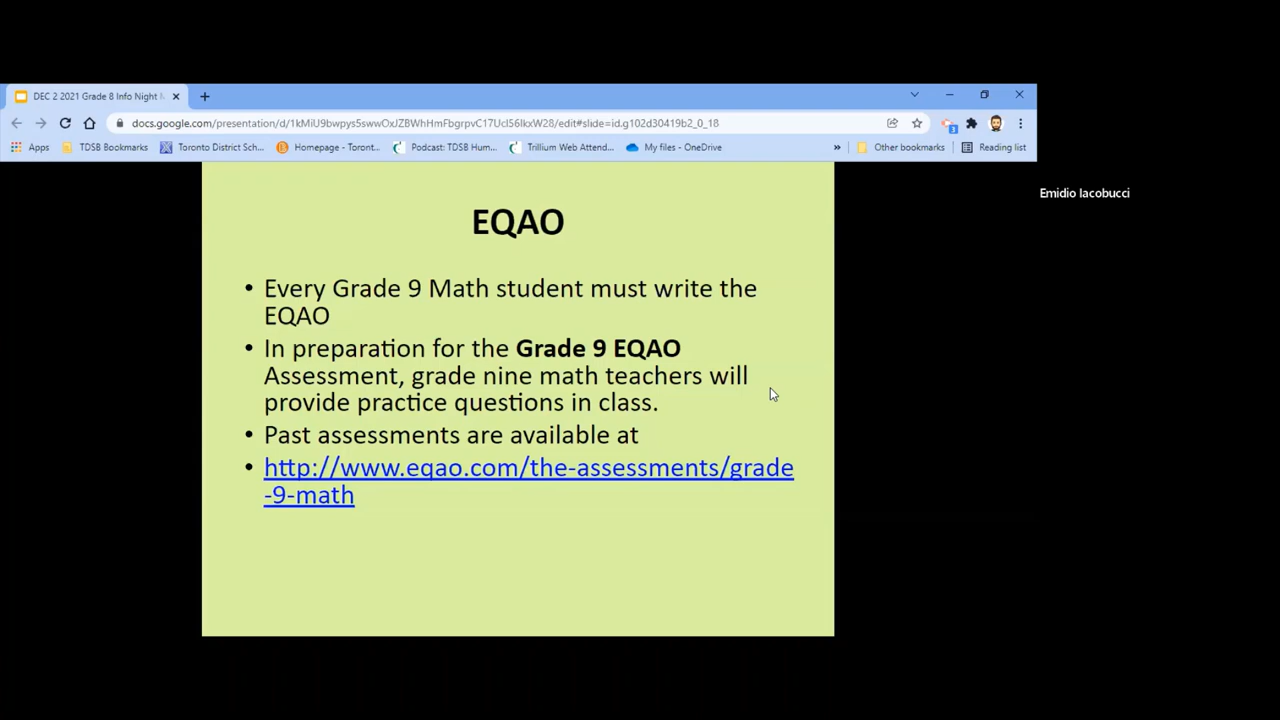 DEC 2 2021 Grade 8 Info Night
docs.google.com/presentation/d/1kMiU9bwpys5swwOxJZBWhHmFbgrpvC17UcI56IkxW28/edit#slide=id.g102d30419b2_0_18
3
Apps TDSB Bookmarks Toronto District Sch... Homepage - Toront... Podcast: TDSB Hum... Trillium Web Attend... My files - OneDrive » Other bookmarks Reading list
Emidio Iacobucci
EQAO
• Every Grade 9 Math student must write the
EQAO
• In preparation for the Grade 9 EQAO
Assessment, grade nine math teachers will
provide practice questions in class.
• Past assessments are available at
• http://www.eqao.com/the-assessments/grade
-9-math